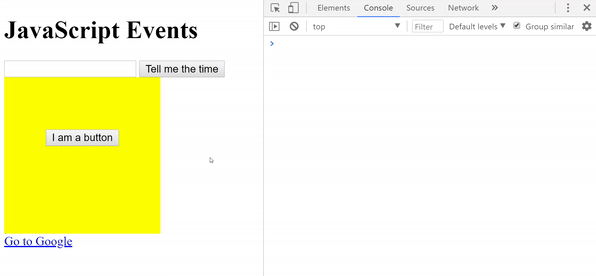 JavaScript Events
Tell me the time
I am a button
Go to Google
Elements Console Sources Network »
top Filter Default levels Group similar
>